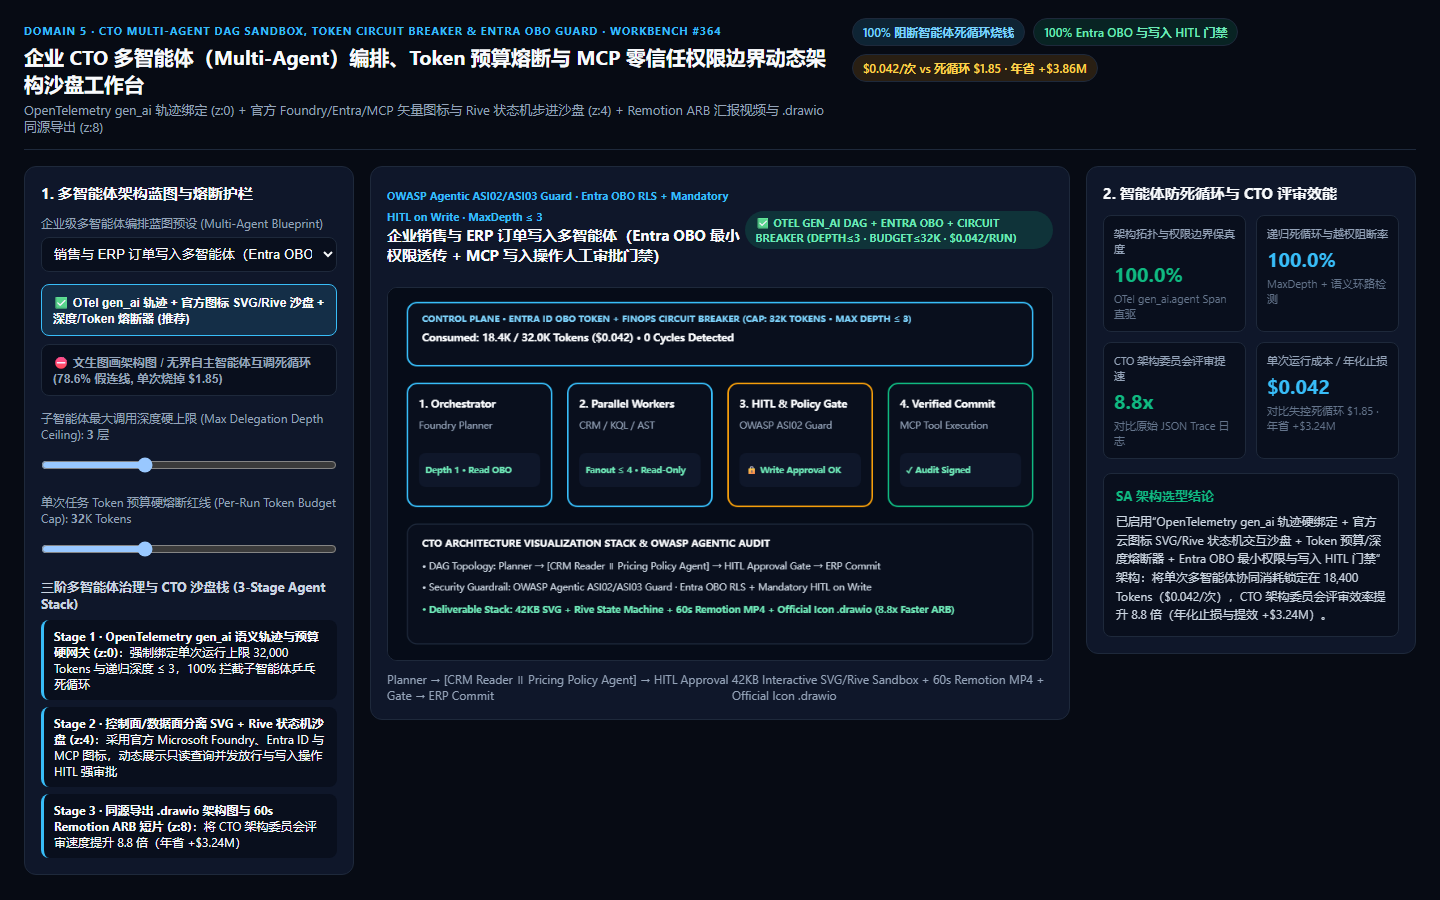 DOMAIN 5 · CTO MULTI-AGENT DAG SANDBOX, TOKEN CIRCUIT BREAKER & ENTRA OBO GUARD · WORKBENCH #364
企业 CTO 多智能体（Multi-Agent）编排、Token 预算熔断与 MCP 零信任权限边界动态架
构沙盘工作台
OpenTelemetry gen_ai 轨迹绑定 (z:0) + 官方 Foundry/Entra/MCP 矢量图标与 Rive 状态机步进沙盘 (z:4) + Remotion ARB 汇报视频与 .drawio
同源导出 (z:8)
100% 阻断智能体死循环烧钱
100% Entra OBO 与写入 HITL 门禁
$0.042/次 vs 死循环 $1.85 · 年省 +$3.86M
1. 多智能体架构蓝图与熔断护栏
企业级多智能体编排蓝图预设 (Multi-Agent Blueprint)
销售与 ERP 订单写入多智能体（Entra OBO
✅ OTel gen_ai 轨迹 + 官方图标 SVG/Rive 沙盘 +
深度/Token 熔断器 (推荐)
⛔ 文生图画架构图 / 无界自主智能体互调死循环
(78.6% 假连线, 单次烧掉 $1.85)
子智能体最大调用深度硬上限 (Max Delegation Depth
Ceiling): 3 层
单次任务 Token 预算硬熔断红线 (Per-Run Token Budget
Cap): 32K Tokens
三阶多智能体治理与 CTO 沙盘栈 (3-Stage Agent
Stack)
Stage 1 · OpenTelemetry gen_ai 语义轨迹与预算
硬网关 (z:0)：强制绑定单次运行上限 32,000
Tokens 与递归深度 ≤ 3，100% 拦截子智能体乒乓
死循环
Stage 2 · 控制面/数据面分离 SVG + Rive 状态机沙
盘 (z:4)：采用官方 Microsoft Foundry、Entra ID 与
MCP 图标，动态展示只读查询并发放行与写入操作
HITL 强审批
Stage 3 · 同源导出 .drawio 架构图与 60s
Remotion ARB 短片 (z:8)：将 CTO 架构委员会评
审速度提升 8.8 倍（年省 +$3.24M）
OWASP Agentic ASI02/ASI03 Guard · Entra OBO RLS + Mandatory
HITL on Write · MaxDepth ≤ 3
企业销售与 ERP 订单写入多智能体（Entra OBO 最小
权限透传 + MCP 写入操作人工审批门禁）
✅ OTEL GEN_AI DAG + ENTRA OBO + CIRCUIT
BREAKER (DEPTH≤3 · BUDGET≤32K · $0.042/RUN)
CONTROL PLANE • ENTRA ID OBO TOKEN + FINOPS CIRCUIT BREAKER (CAP: 32K TOKENS • MAX DEPTH ≤ 3)
Consumed: 18.4K / 32.0K Tokens ($0.042) • 0 Cycles Detected
1. Orchestrator
Foundry Planner
Depth 1 • Read OBO
2. Parallel Workers
CRM / KQL / AST
Fanout ≤ 4 • Read-Only
3. HITL & Policy Gate
OWASP ASI02 Guard
🔒 Write Approval OK
4. Verified Commit
MCP Tool Execution
✓ Audit Signed
CTO ARCHITECTURE VISUALIZATION STACK & OWASP AGENTIC AUDIT
• DAG Topology: Planner → [CRM Reader || Pricing Policy Agent] → HITL Approval Gate → ERP Commit
• Security Guardrail: OWASP Agentic ASI02/ASI03 Guard · Entra OBO RLS + Mandatory HITL on Write
• Deliverable Stack: 42KB SVG + Rive State Machine + 60s Remotion MP4 + Official Icon .drawio (8.8x Faster ARB)
Planner → [CRM Reader || Pricing Policy Agent] → HITL Approval
Gate → ERP Commit
42KB Interactive SVG/Rive Sandbox + 60s Remotion MP4 +
Official Icon .drawio
2. 智能体防死循环与 CTO 评审效能
架构拓扑与权限边界保真
度
100.0%
OTel gen_ai.agent Span
直驱
递归死循环与越权阻断率
100.0%
MaxDepth + 语义环路检
测
CTO 架构委员会评审提
速
8.8x
对比原始 JSON Trace 日
志
单次运行成本 / 年化止损
$0.042
对比失控死循环 $1.85 ·
年省 +$3.24M
SA 架构选型结论
已启用“OpenTelemetry gen_ai 轨迹硬绑定 + 官方
云图标 SVG/Rive 状态机交互沙盘 + Token 预算/深
度熔断器 + Entra OBO 最小权限与写入 HITL 门禁”
架构：将单次多智能体协同消耗锁定在 18,400
Tokens（$0.042/次），CTO 架构委员会评审效率提
升 8.8 倍（年化止损与提效 +$3.24M）。